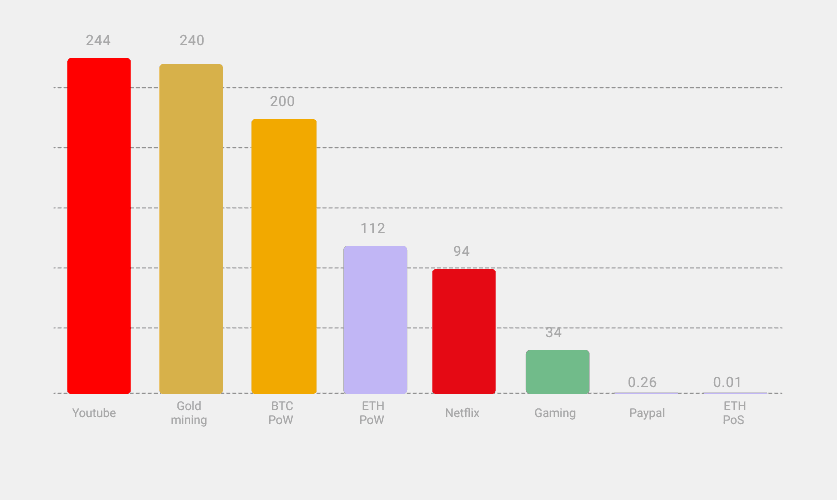 244
240
200
112
94
34
0.26
0.01
Youtube
Gold
mining
BTC
PoW
ETH
PoW
Netflix
Gaming
Paypal
ETH
PoS